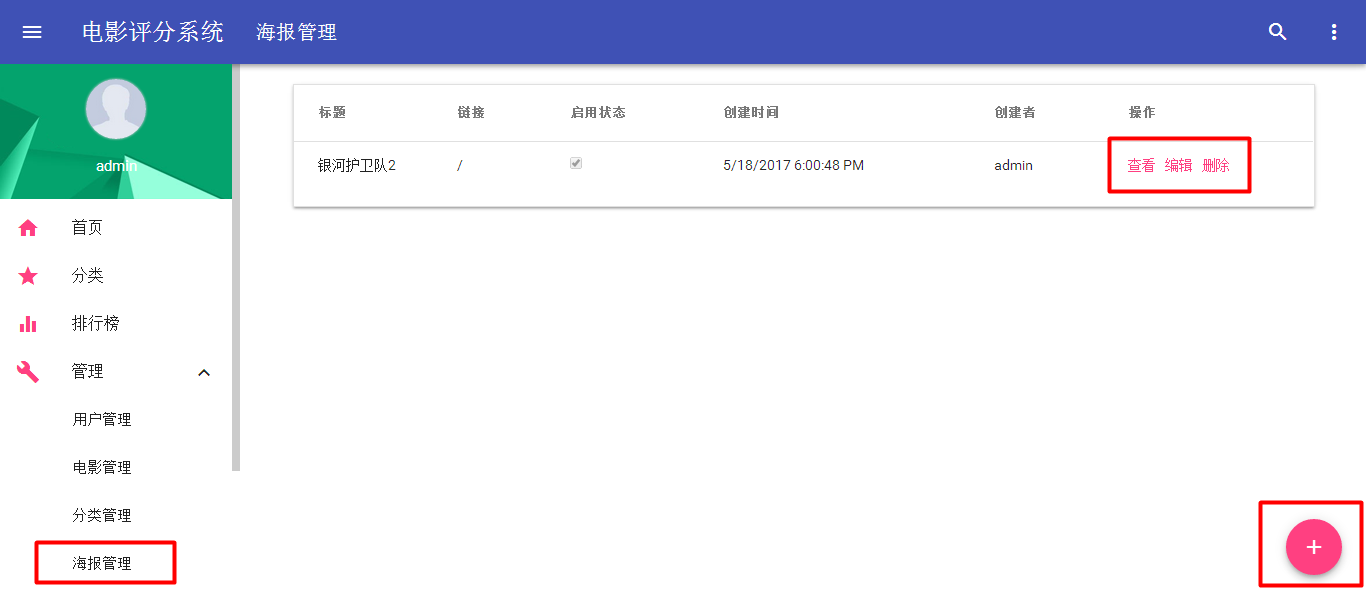 电影评分系统 海报管理
admin
首页
分类
排行榜
管理
用户管理
电影管理
分类管理
海报管理
标题 链接 启用状态 创建时间 创建者 操作
银河护卫队2 / 5/18/2017 6:00:48 PM admin 查看 编辑 删除